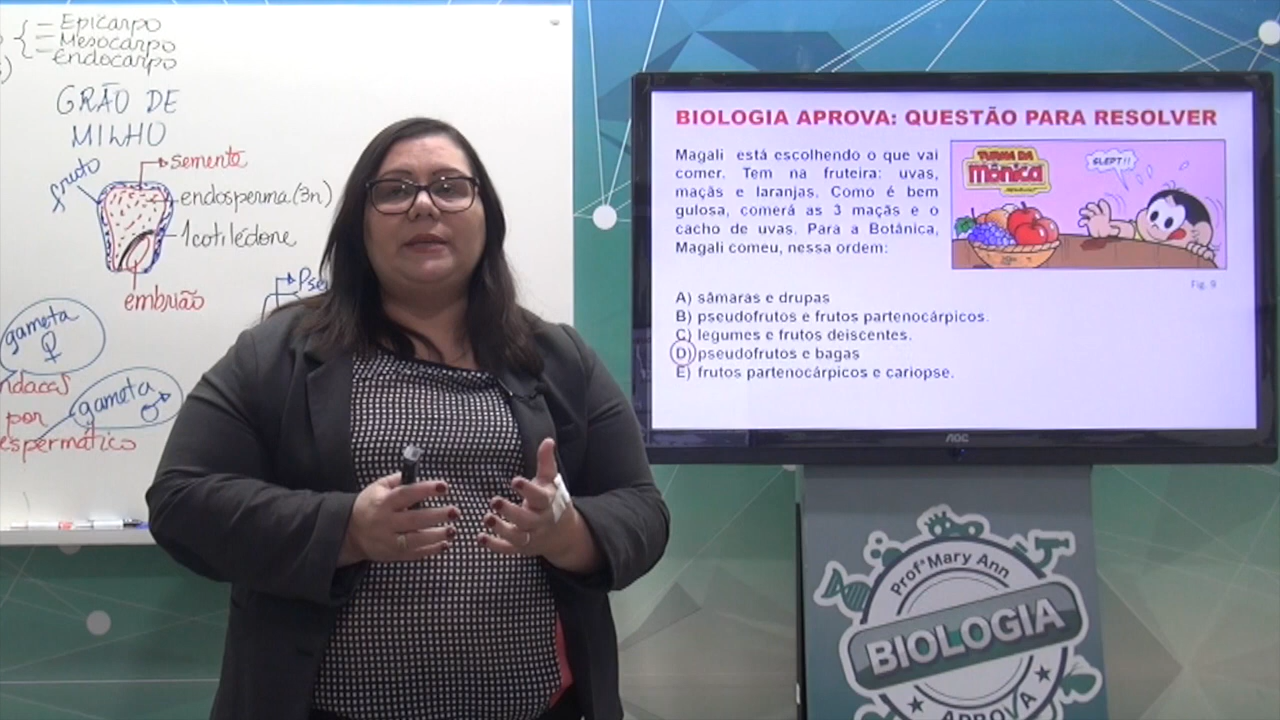 Epicarpo
Mesocarpo
Endocarpo
GRÃO DE
MILHO
fruto
semente
endosperma (3n)
1 cotilédone
embrião
gameta ♀
gameta ♂
por
espermático
BIOLOGIA APROVA: QUESTÃO PARA RESOLVER
Magali está escolhendo o que vai
comer. Tem na fruteira: uvas,
maçãs e laranjas. Como é bem
gulosa, comerá as 3 maçãs e o
cacho de uvas. Para a Botânica,
Magali comeu, nessa ordem:
TURMA DA
Mônica
SLEPT!!
Fig. 9
A) sâmaras e drupas
B) pseudofrutos e frutos partenocárpicos.
C) legumes e frutos deiscentes.
D) pseudofrutos e bagas
E) frutos partenocárpicos e cariopse.
AOC
Profª Mary Ann
BIOLOGIA
APROVA